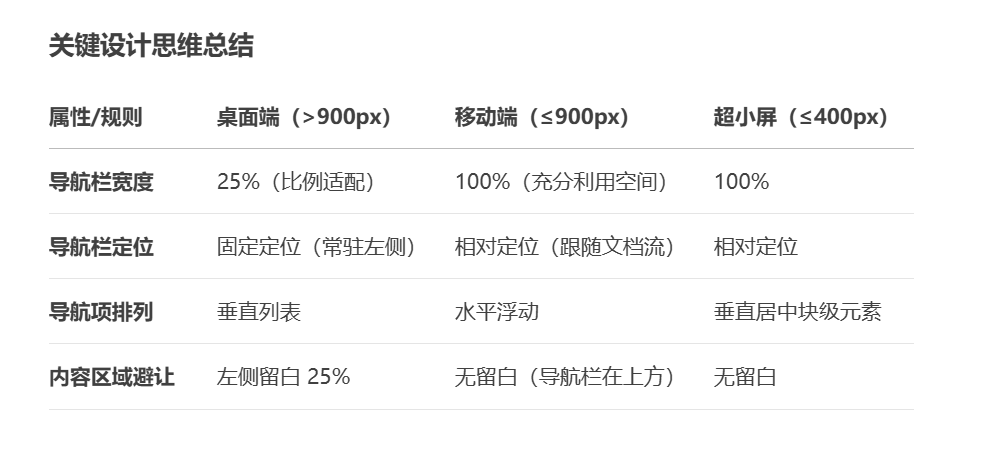 关键设计思维总结
属性/规则 桌面端（>900px） 移动端（≤900px） 超小屏（≤400px）
导航栏宽度 25%（比例适配） 100%（充分利用空间） 100%
导航栏定位 固定定位（常驻左侧） 相对定位（跟随文档流） 相对定位
导航项排列 垂直列表 水平浮动 垂直居中块级元素
内容区域避让 左侧留白 25% 无留白（导航栏在上方） 无留白